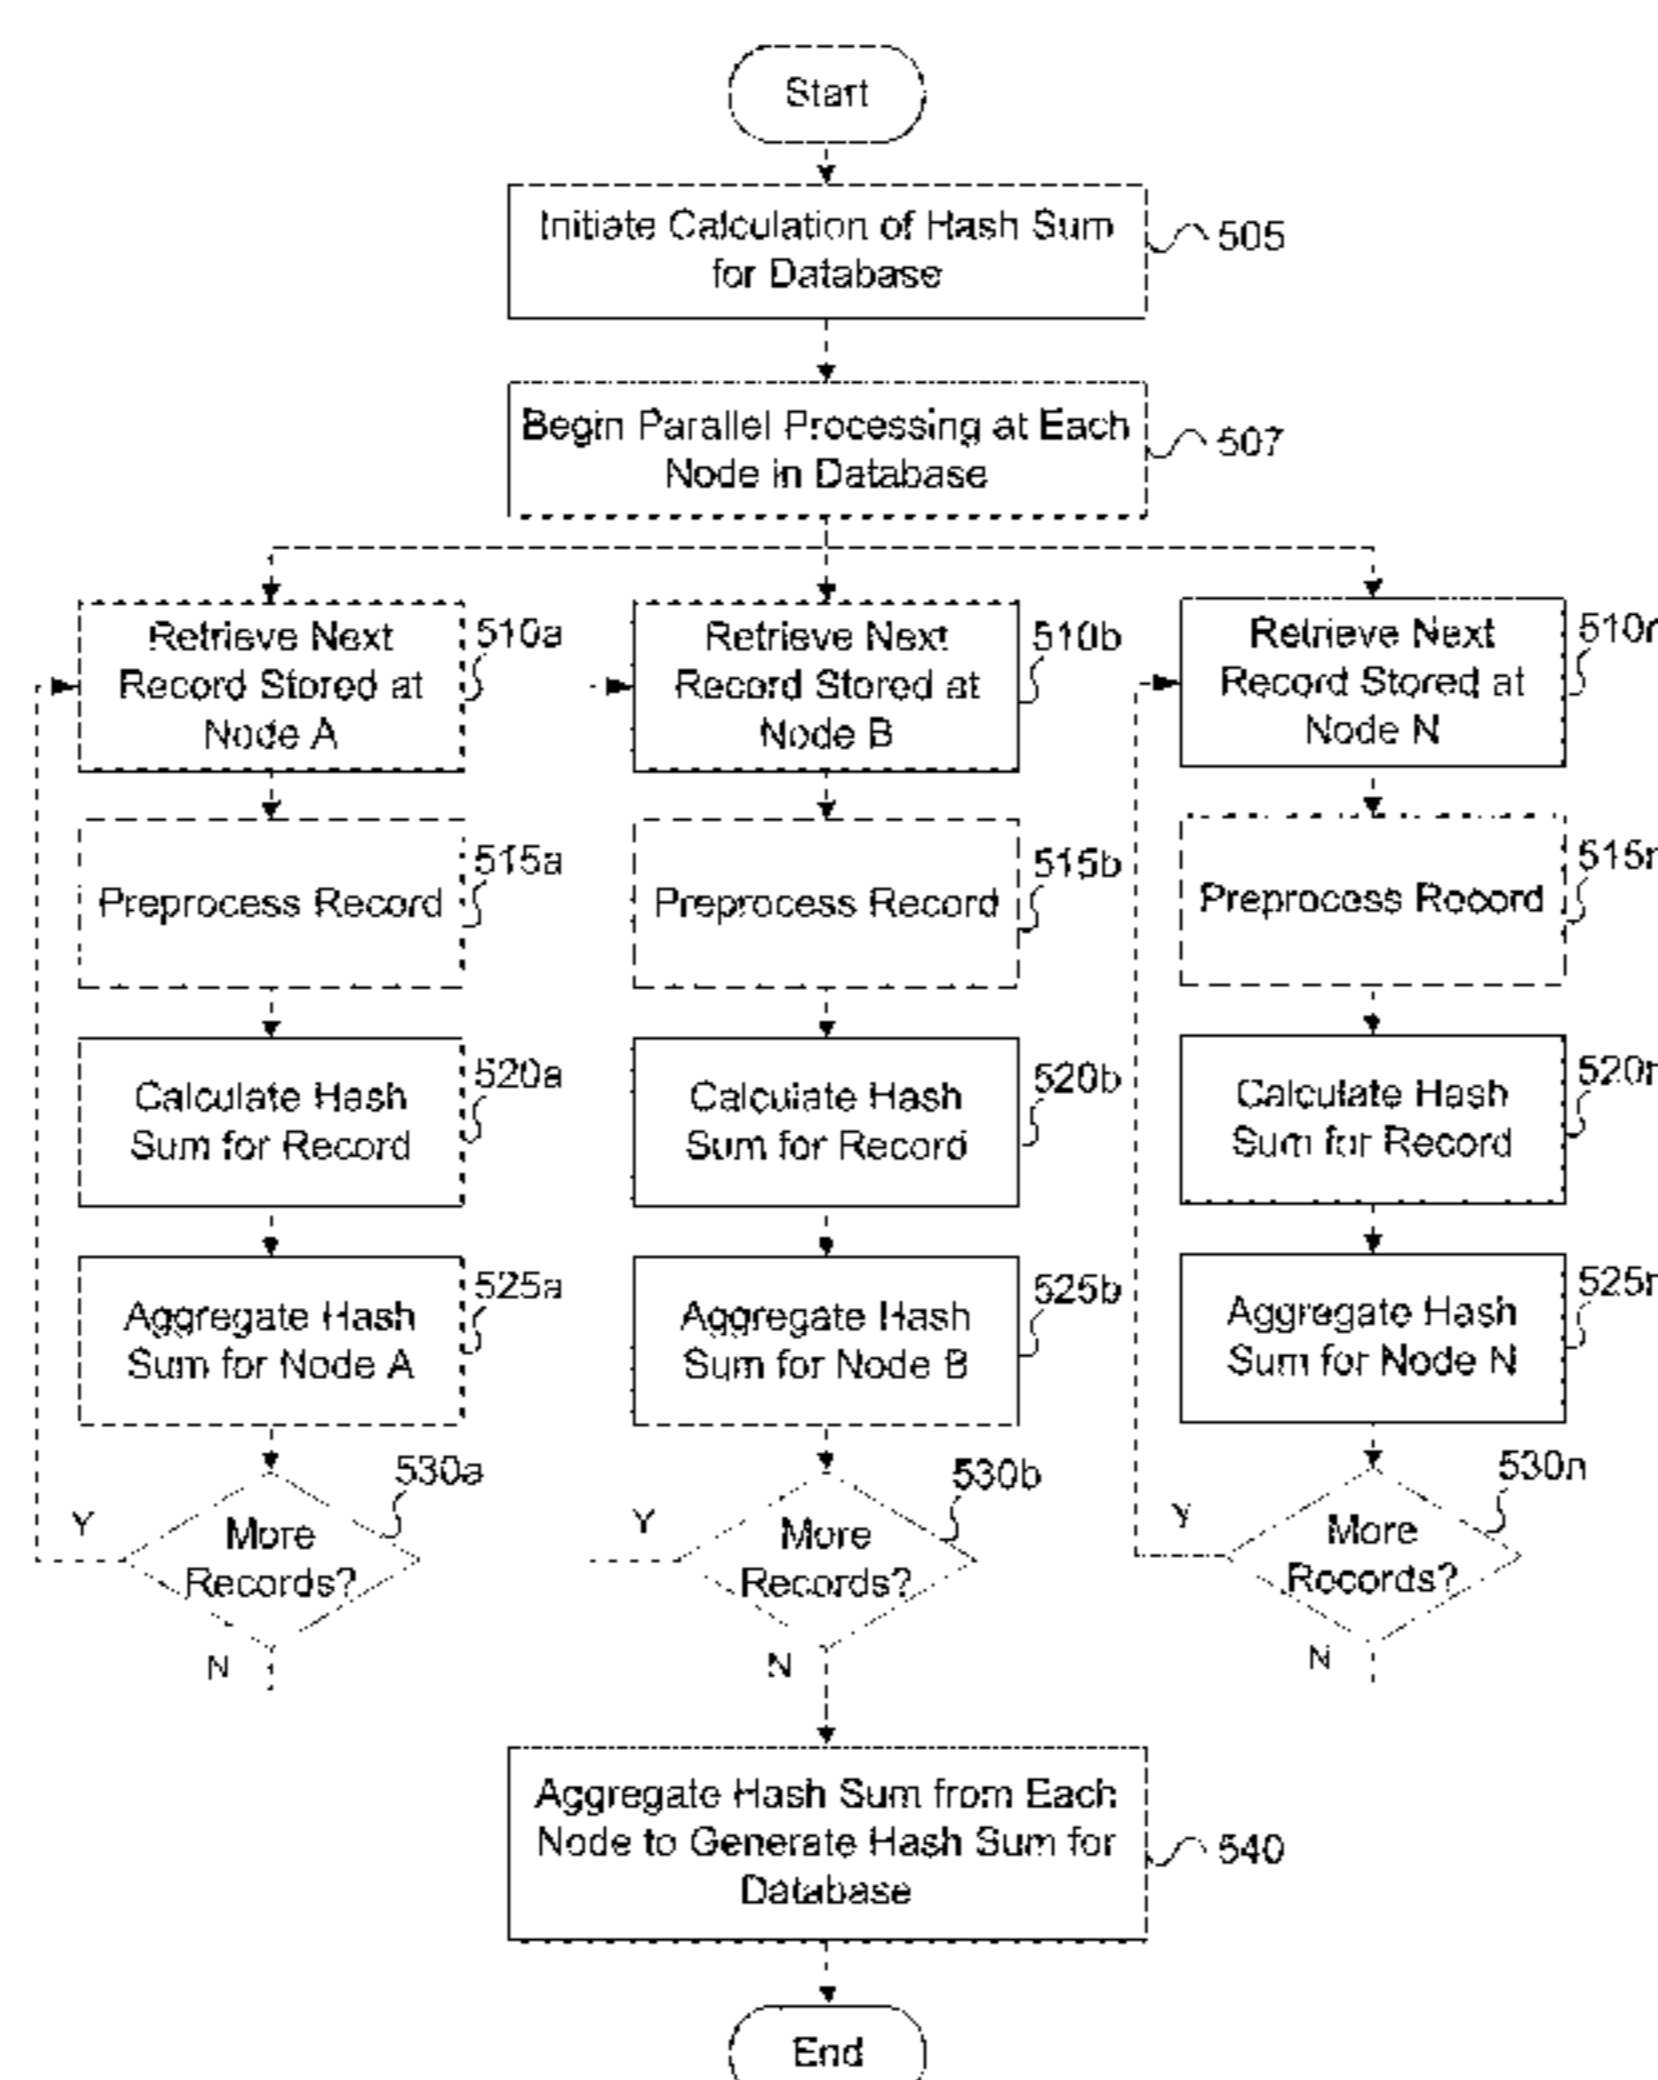 Start
Initiate Calculation of Hash Sum
for Database
505
Begin Parallel Processing at Each
Node in Database
507
Retrieve Next
Record Stored at
Node A
510a
Retrieve Next
Record Stored at
Node B
510b
Retrieve Next
Record Stored at
Node N
510n
Preprocess Record
515a
Preprocess Record
515b
Preprocess Record
515n
Calculate Hash
Sum for Record
520a
Calculate Hash
Sum for Record
520b
Calculate Hash
Sum for Record
520n
Aggregate Hash
Sum for Node A
525a
Aggregate Hash
Sum for Node B
525b
Aggregate Hash
Sum for Node N
525n
530a
Y
More
Records?
N
530b
Y
More
Records?
N
530n
Y
More
Records?
N
Aggregate Hash Sum from Each
Node to Generate Hash Sum for
Database
540
End